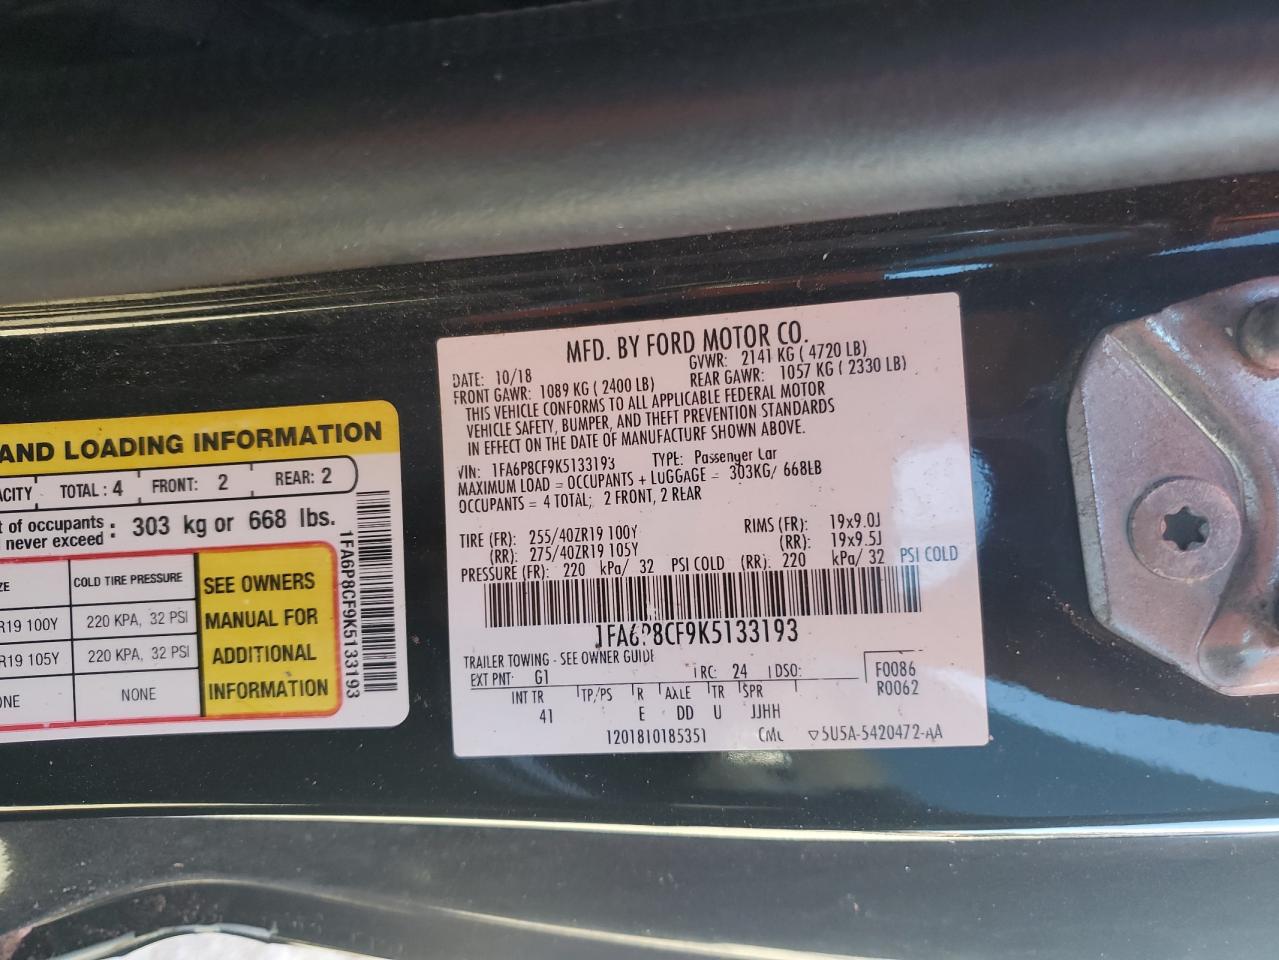 AND LOADING INFORMATION
ACITY TOTAL : 4 FRONT: 2 REAR: 2
t of occupants
never exceed : 303 kg or 668 lbs.
ZE COLD TIRE PRESSURE
R19 100Y 220 KPA, 32 PSI
R19 105Y 220 KPA, 32 PSI
ONE NONE
SEE OWNERS
MANUAL FOR
ADDITIONAL
INFORMATION
1FA6P8CF9K5133193
MFD. BY FORD MOTOR CO.
DATE: 10/18 GVWR: 2141 KG ( 4720 LB)
FRONT GAWR: 1089 KG ( 2400 LB) REAR GAWR: 1057 KG ( 2330 LB)
THIS VEHICLE CONFORMS TO ALL APPLICABLE FEDERAL MOTOR
VEHICLE SAFETY, BUMPER, AND THEFT PREVENTION STANDARDS
IN EFFECT ON THE DATE OF MANUFACTURE SHOWN ABOVE.
VIN: 1FA6P8CF9K5133193 TYPE: Passenger Car
MAXIMUM LOAD = OCCUPANTS + LUGGAGE = 303KG/ 668LB
OCCUPANTS = 4 TOTAL; 2 FRONT, 2 REAR
TIRE (FR): 255/40ZR19 100Y RIMS (FR): 19x9.0J
(RR): 275/40ZR19 105Y (RR): 19x9.5J
PRESSURE (FR): 220 kPa/ 32 PSI COLD (RR): 220 kPa/ 32 PSI COLD
1FA6P8CF9K5133193
TRAILER TOWING - SEE OWNER GUIDE
EXT PNT: G1 RC: 24 DSO: F0086
R0062
INT TR TP/PS R AXLE TR SPR
41 E DD U JJHH
1201810185351 CML ▽5U5A-5420472-AA